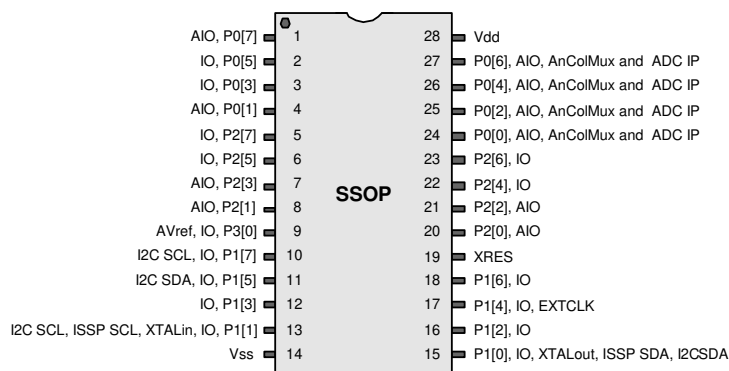 AIO, P0[7] 1 28 Vdd
IO, P0[5] 2 27 P0[6], AIO, AnColMux and ADC IP
IO, P0[3] 3 26 P0[4], AIO, AnColMux and ADC IP
AIO, P0[1] 4 25 P0[2], AIO, AnColMux and ADC IP
IO, P2[7] 5 24 P0[0], AIO, AnColMux and ADC IP
IO, P2[5] 6 23 P2[6], IO
AIO, P2[3] 7 22 P2[4], IO
SSOP
AIO, P2[1] 8 21 P2[2], AIO
AVref, IO, P3[0] 9 20 P2[0], AIO
I2C SCL, IO, P1[7] 10 19 XRES
I2C SDA, IO, P1[5] 11 18 P1[6], IO
IO, P1[3] 12 17 P1[4], IO, EXTCLK
I2C SCL, ISSP SCL, XTALin, IO, P1[1] 13 16 P1[2], IO
Vss 14 15 P1[0], IO, XTALout, ISSP SDA, I2CSDA